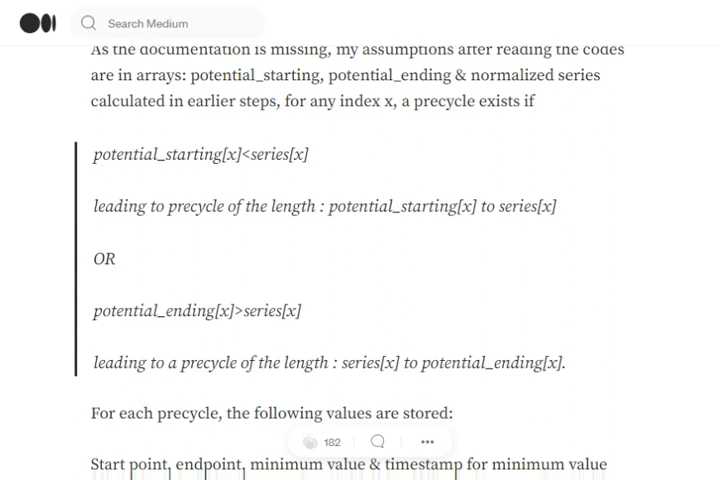 Search Medium
As the documentation is missing, my assumptions after reading the codes
are in arrays: potential_starting, potential_ending & normalized series
calculated in earlier steps, for any index x, a precycle exists if
potential_starting[x]<series[x]
leading to precycle of the length : potential_starting[x] to series[x]
OR
potential_ending[x]>series[x]
leading to a precycle of the length : series[x] to potential_ending[x].
For each precycle, the following values are stored:
182
Start point, endpoint, minimum value & timestamp for minimum value